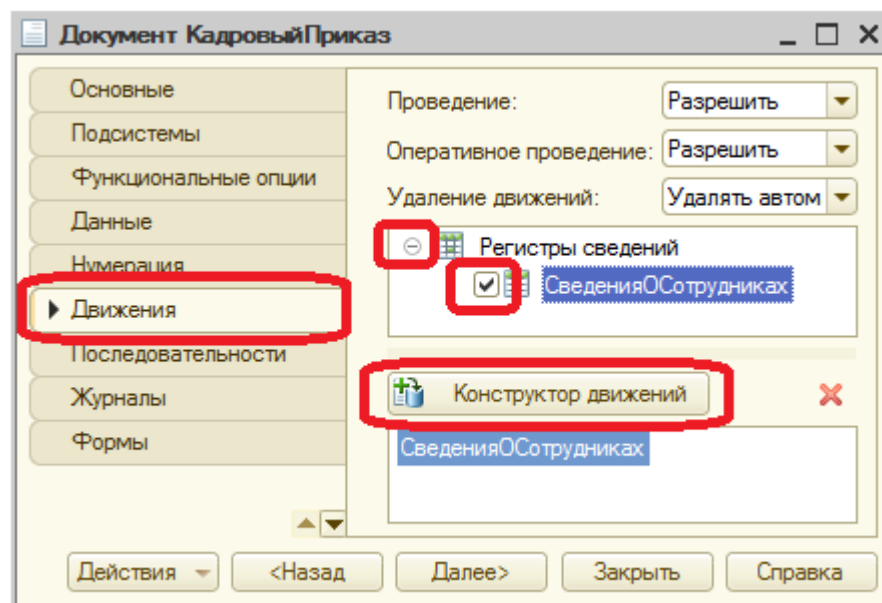 Документ КадровыйПриказ
Основные
Подсистемы
Функциональные опции
Данные
Нумерация
Движения
Последовательности
Журналы
Формы
Проведение: Разрешить
Оперативное проведение: Разрешить
Удаление движений: Удалять автом
Регистры сведений
СведенияОСотрудниках
Конструктор движений
СведенияОСотрудниках
Действия <Назад Далее> Закрыть Справка